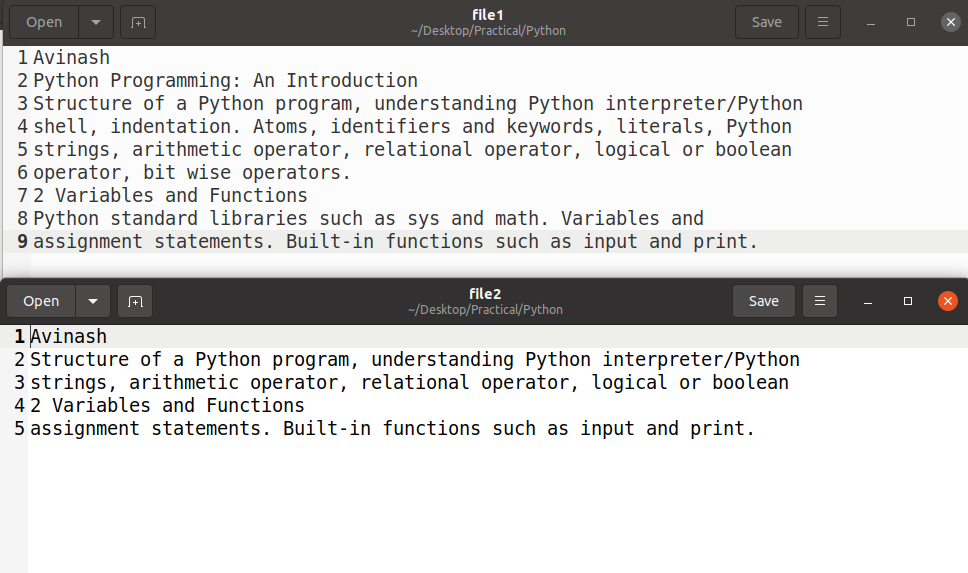 Open
file1
~/Desktop/Practical/Python
Save
1 Avinash
2 Python Programming: An Introduction
3 Structure of a Python program, understanding Python interpreter/Python
4 shell, indentation. Atoms, identifiers and keywords, literals, Python
5 strings, arithmetic operator, relational operator, logical or boolean
6 operator, bit wise operators.
7 2 Variables and Functions
8 Python standard libraries such as sys and math. Variables and
9 assignment statements. Built-in functions such as input and print.
Open
file2
~/Desktop/Practical/Python
Save
1 Avinash
2 Structure of a Python program, understanding Python interpreter/Python
3 strings, arithmetic operator, relational operator, logical or boolean
4 2 Variables and Functions
5 assignment statements. Built-in functions such as input and print.